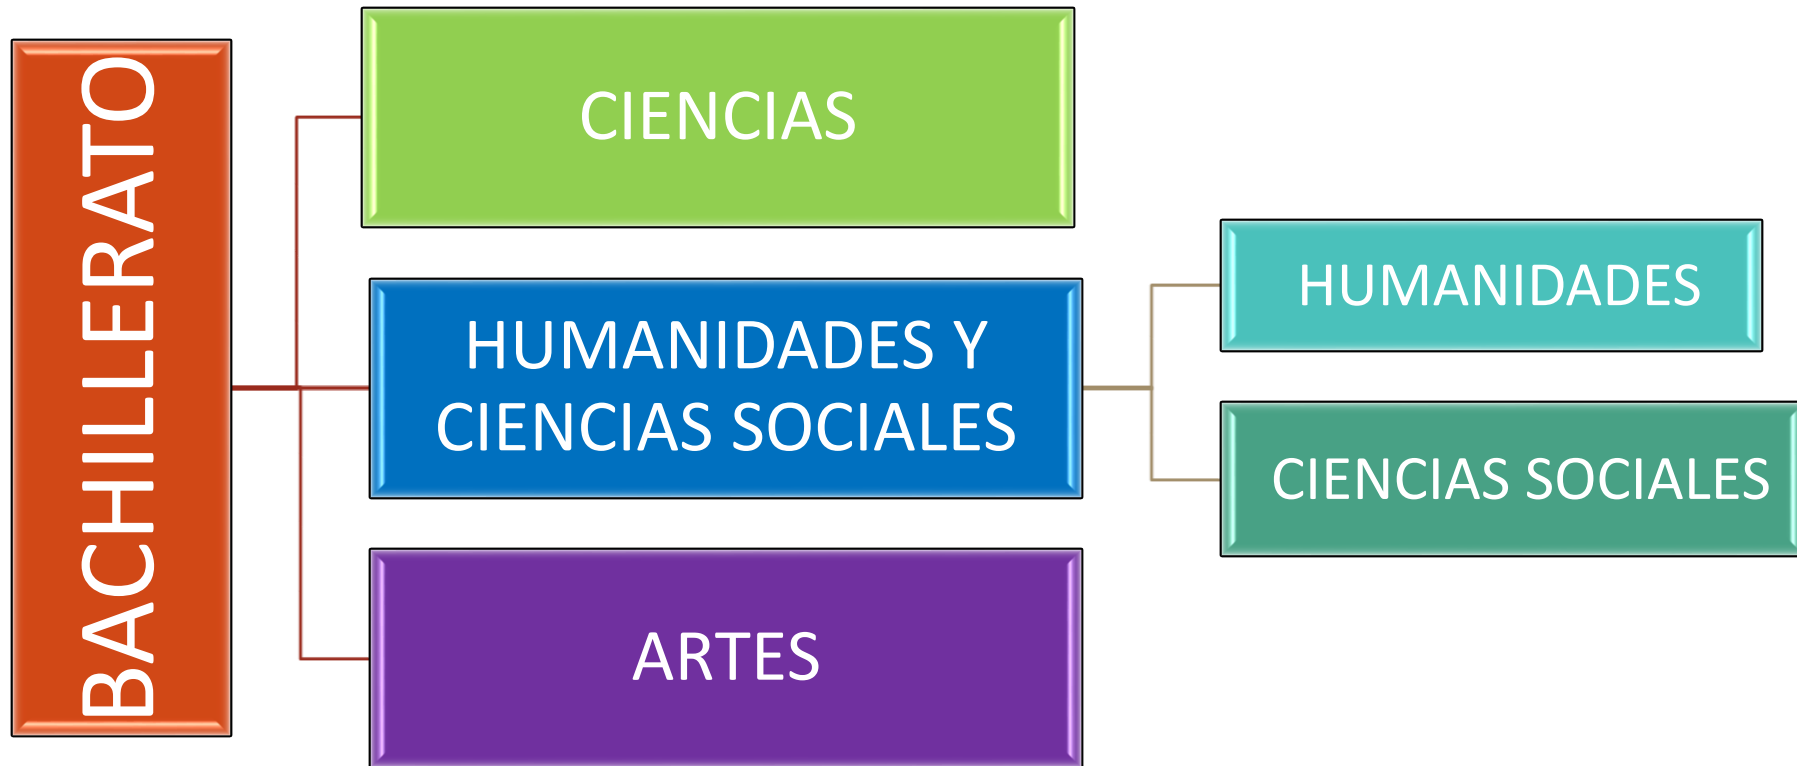 BACHILLERATO
CIENCIAS
HUMANIDADES Y
CIENCIAS SOCIALES
ARTES
HUMANIDADES
CIENCIAS SOCIALES